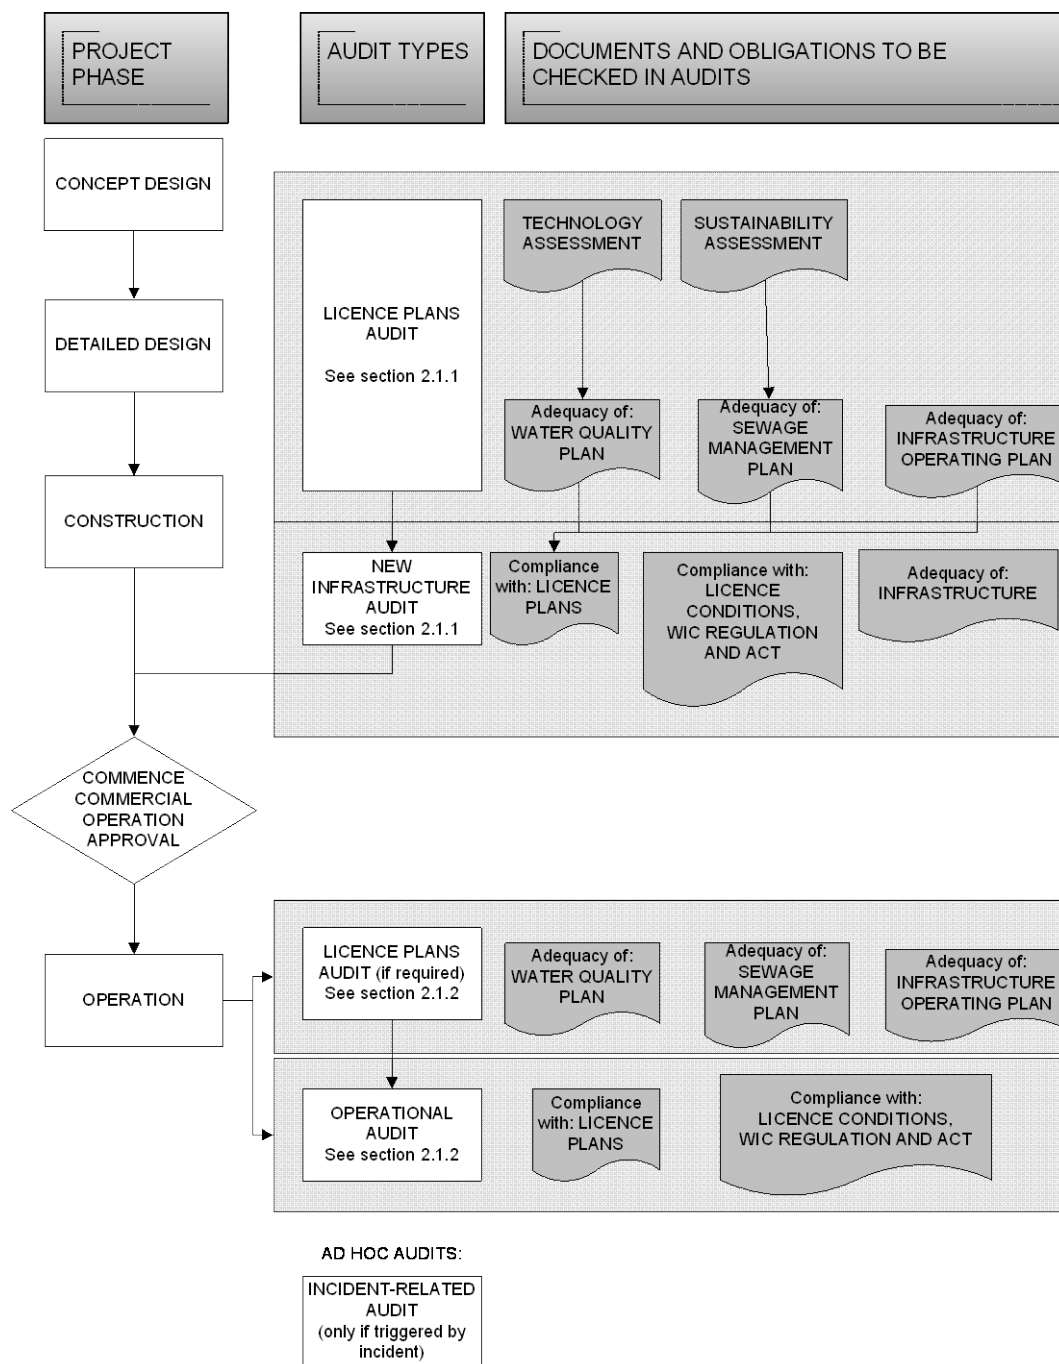 PROJECT
PHASE
AUDIT TYPES
DOCUMENTS AND OBLIGATIONS TO BE
CHECKED IN AUDITS
CONCEPT DESIGN
DETAILED DESIGN
CONSTRUCTION
LICENCE PLANS
AUDIT
See section 2.1.1
TECHNOLOGY
ASSESSMENT
SUSTAINABILITY
ASSESSMENT
Adequacy of:
WATER QUALITY
PLAN
Adequacy of:
SEWAGE
MANAGEMENT
PLAN
Adequacy of:
INFRASTRUCTURE
OPERATING PLAN
NEW
INFRASTRUCTURE
AUDIT
See section 2.1.1
Compliance
with: LICENCE
PLANS
Compliance with:
LICENCE
CONDITIONS,
WIC REGULATION
AND ACT
Adequacy of:
INFRASTRUCTURE
COMMENCE
COMMERCIAL
OPERATION
APPROVAL
OPERATION
LICENCE PLANS
AUDIT (if required)
See section 2.1.2
Adequacy of:
WATER QUALITY
PLAN
Adequacy of:
SEWAGE
MANAGEMENT
PLAN
Adequacy of:
INFRASTRUCTURE
OPERATING PLAN
OPERATIONAL
AUDIT
See section 2.1.2
Compliance
with: LICENCE
PLANS
Compliance with:
LICENCE CONDITIONS,
WIC REGULATION AND ACT
AD HOC AUDITS:
INCIDENT-RELATED
AUDIT
(only if triggered by
incident)